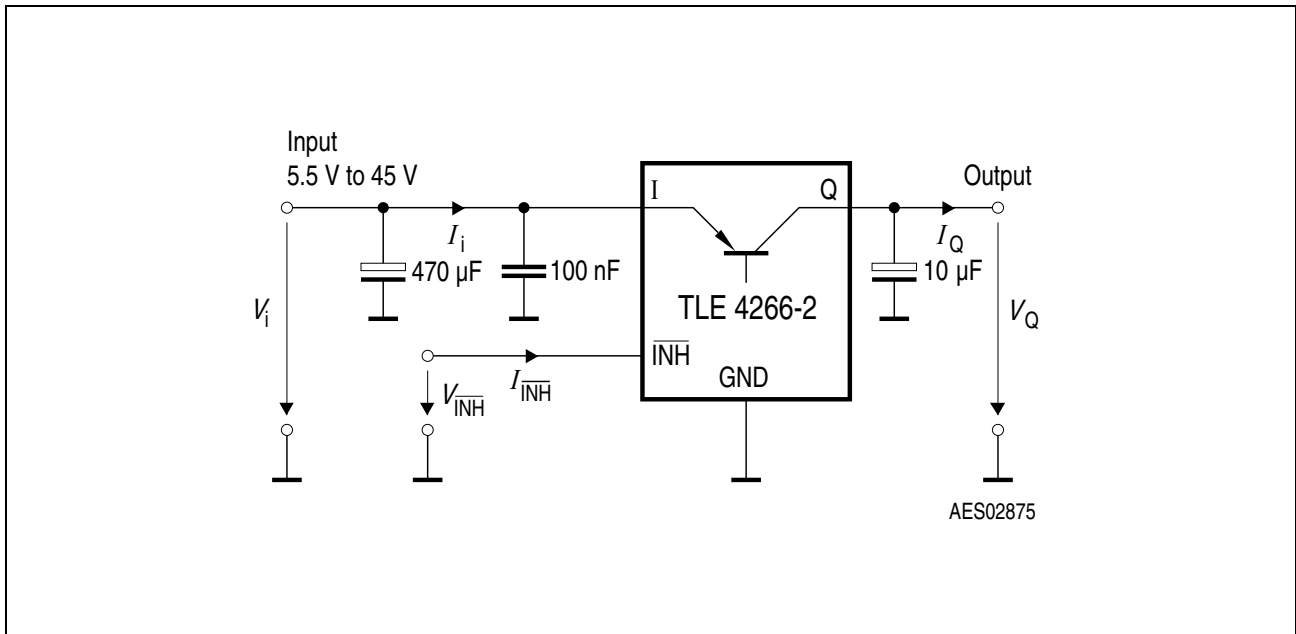 Input
5.5 V to 45 V
I
Q
Output
Ii
IQ
470 µF
100 nF
10 µF
TLE 4266-2
Vi
VQ
INH
GND
IINH
VINH
AES02875